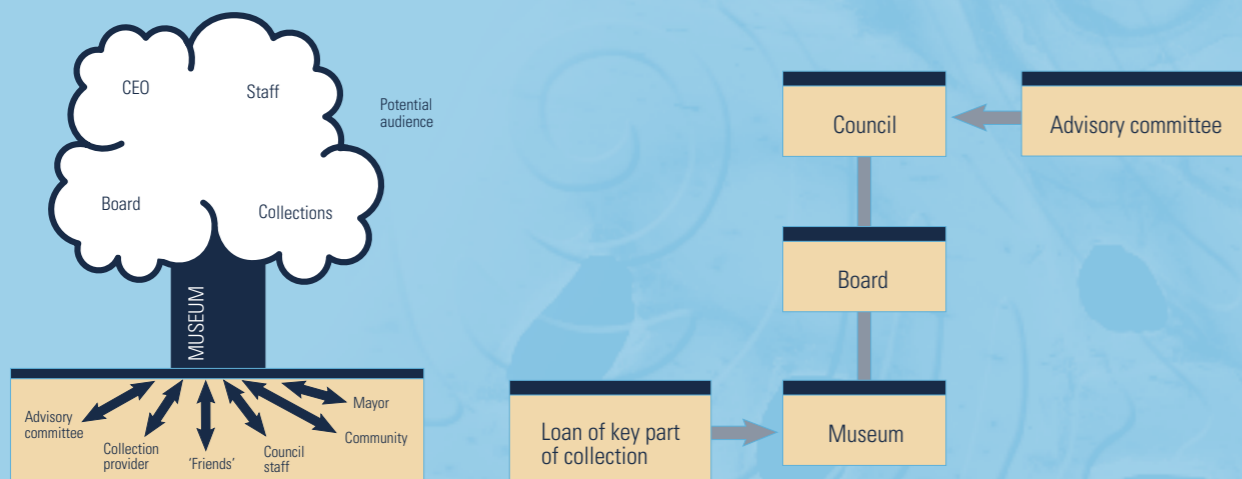 CEO
Staff
Potential
audience
Board
Collections
MUSEUM
Advisory
committee
Collection
provider
'Friends'
Council
staff
Community
Mayor
Council
Advisory committee
Board
Loan of key part
of collection
Museum